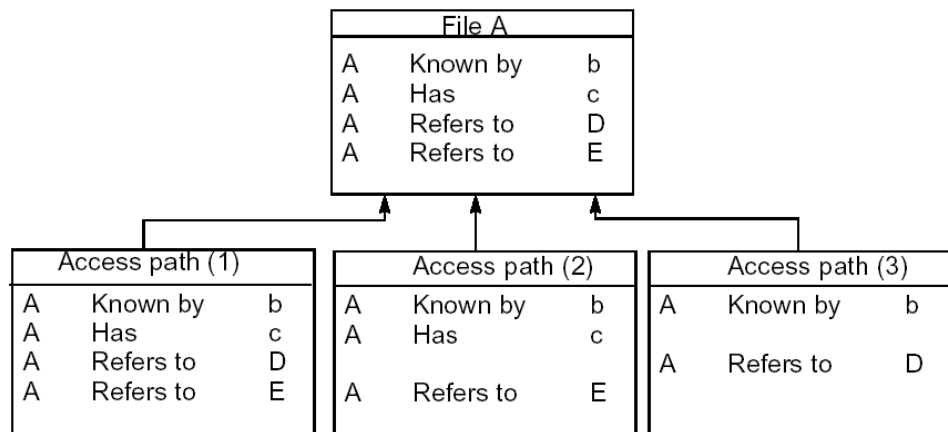 File A
A Known by b
A Has c
A Refers to D
A Refers to E
Access path (1)
A Known by b
A Has c
A Refers to D
A Refers to E
Access path (2)
A Known by b
A Has c
A Refers to E
Access path (3)
A Known by b
A Refers to D